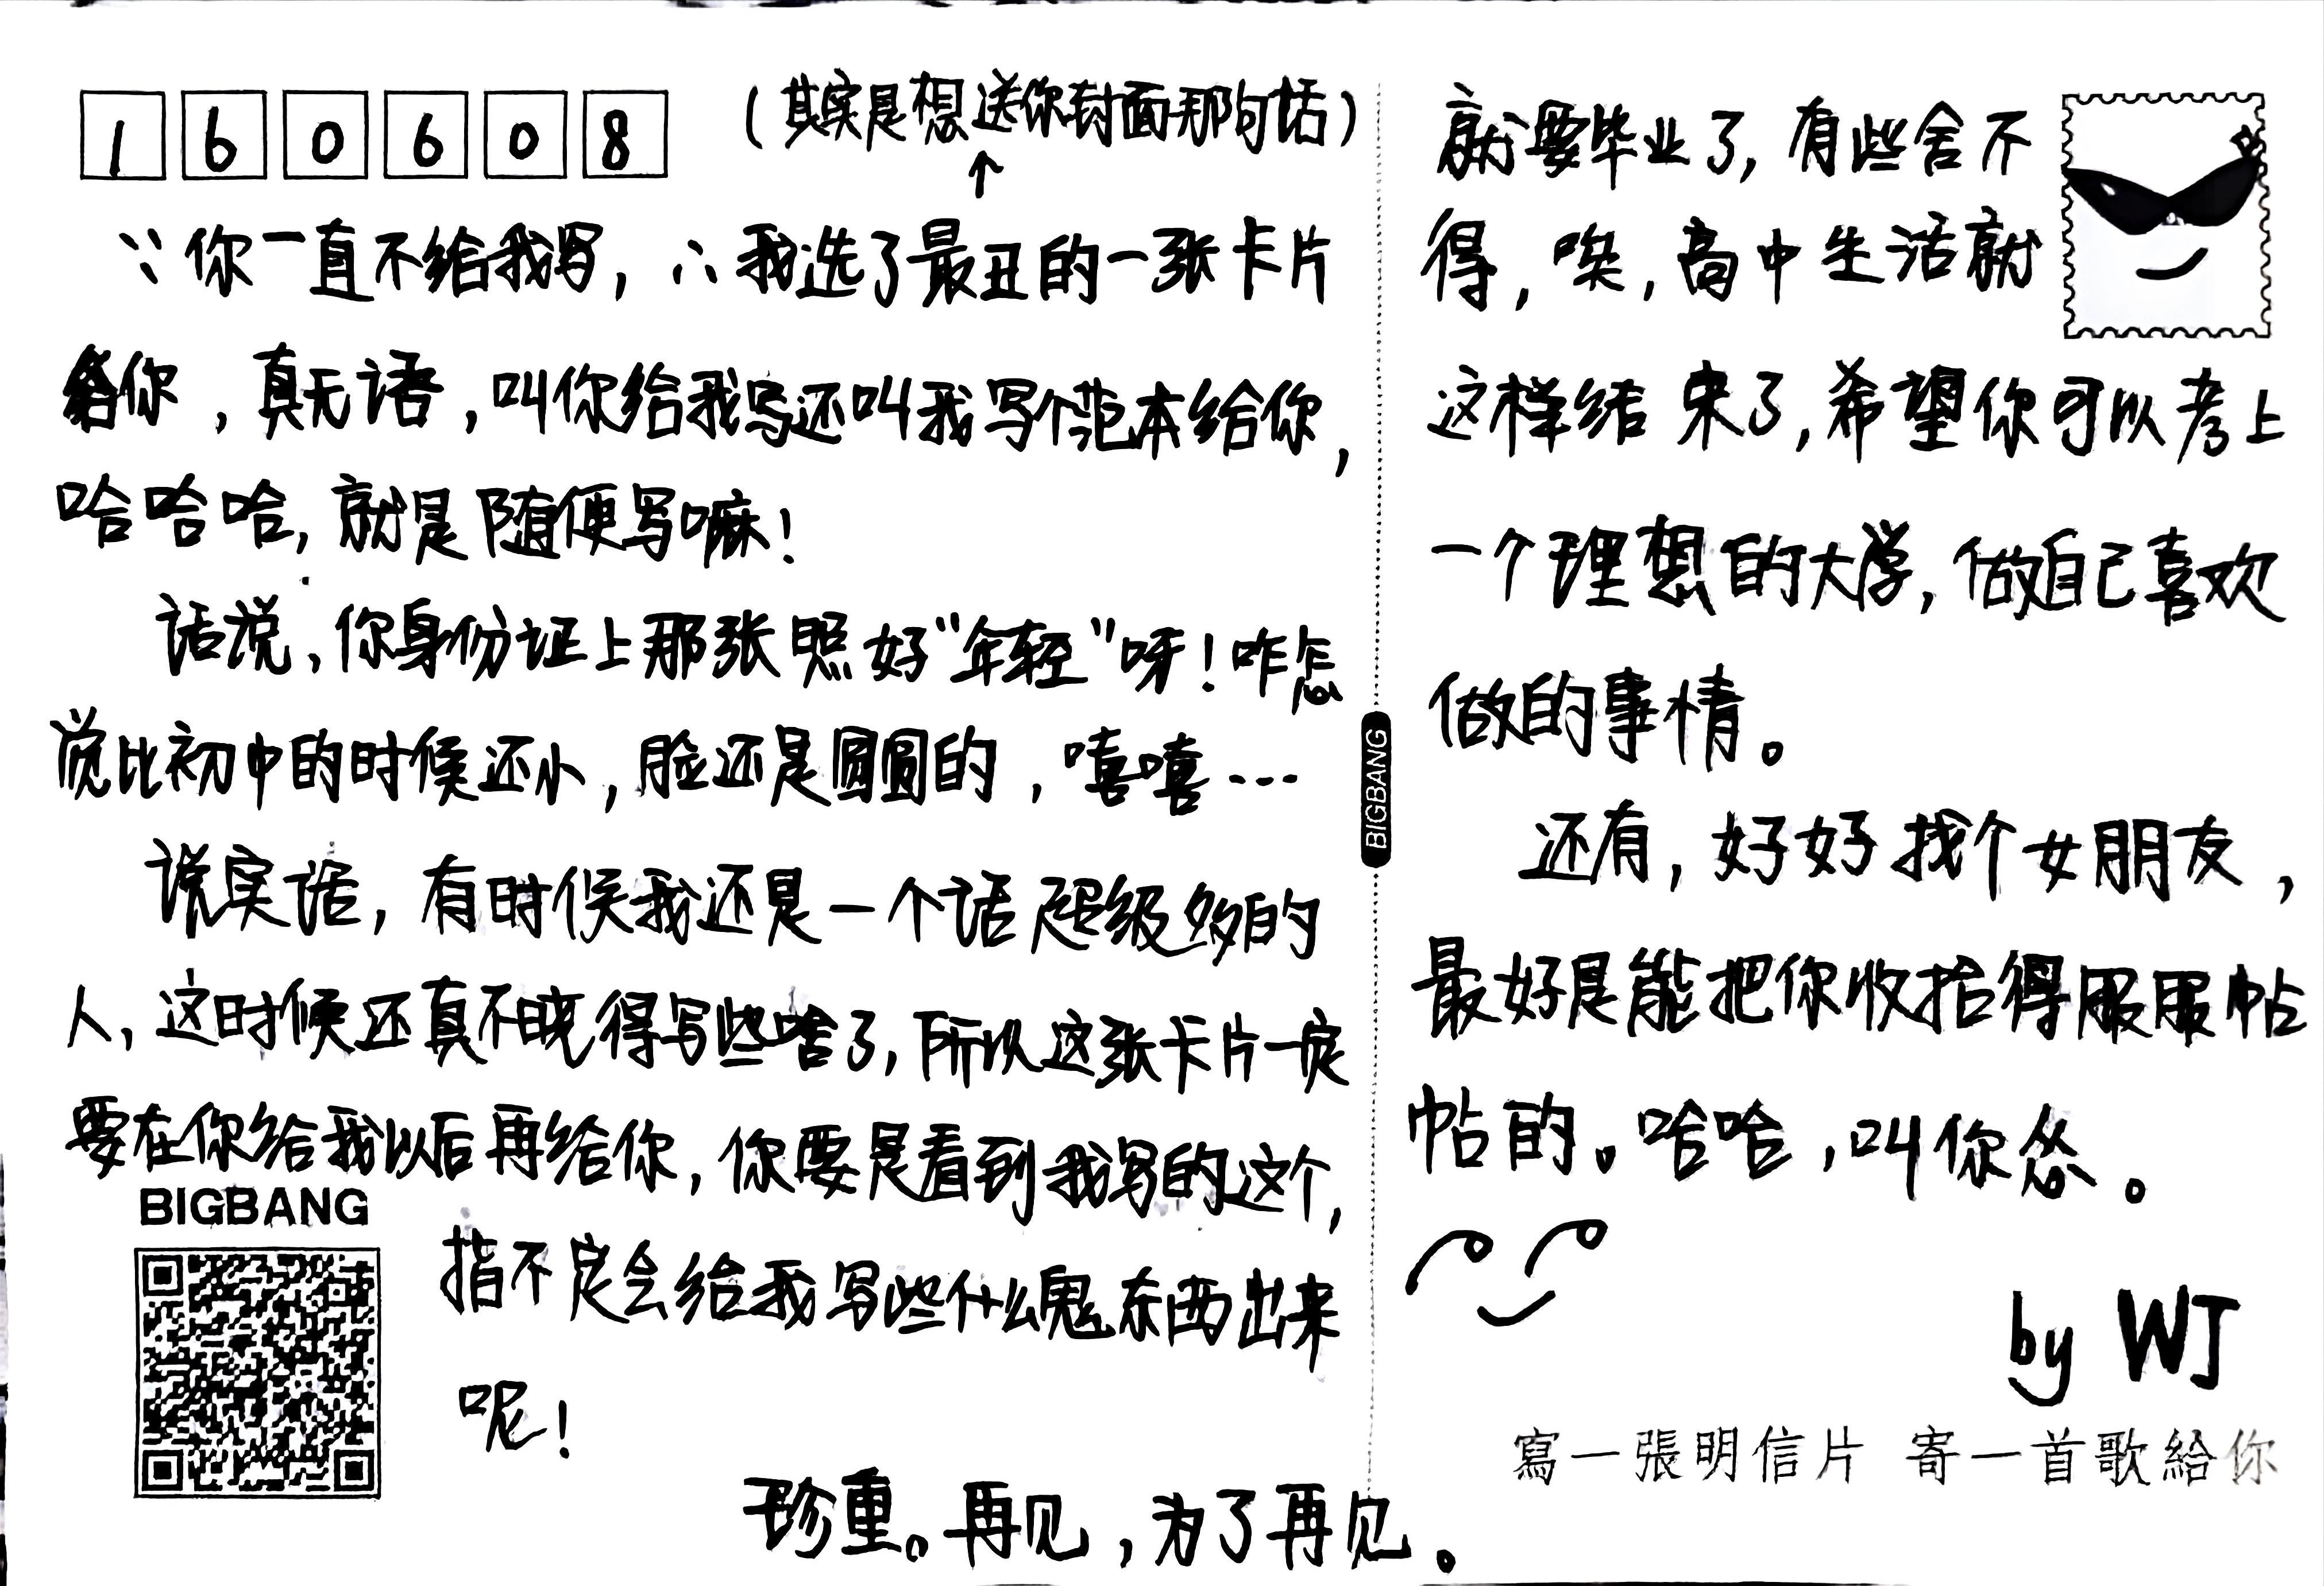 160608
(其实是想送你封面那句话)
↑
∵你一直不给我写，∴我选了最丑的一张卡片
给你，真无语，叫你给我写还叫我写个范本给你，
哈哈哈，就是随便写嘛！
话说，你身份证上那张照好“年轻”呀！咋感
觉比初中的时候还小，脸还是圆圆的，嘻嘻…
说实话，有时候我还是一个话超级多的
人，这时候还真不晓得写些啥了，所以这张卡片一定
要在你给我以后再给你，你要是看到我写的这个，
指不定会给我写些什么鬼东西出来
呢！
珍重。再见，为了再见。
BIGBANG
BIGBANG
就要毕业了，有些舍不
得，唉，高中生活就
这样结束了，希望你可以考上
一个理想的大学，做自己喜欢
做的事情。
还有，好好找个女朋友，
最好是能把你收拾得服服帖
帖的。哈哈，叫你怂。
by WJ
寫一張明信片 寄一首歌給你